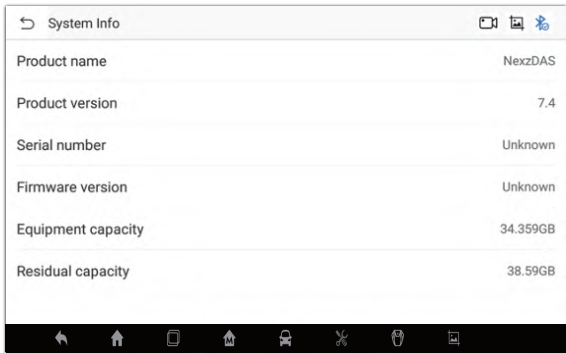 System Info
Product name NexzDAS
Product version 7.4
Serial number Unknown
Firmware version Unknown
Equipment capacity 34.359GB
Residual capacity 38.59GB
M